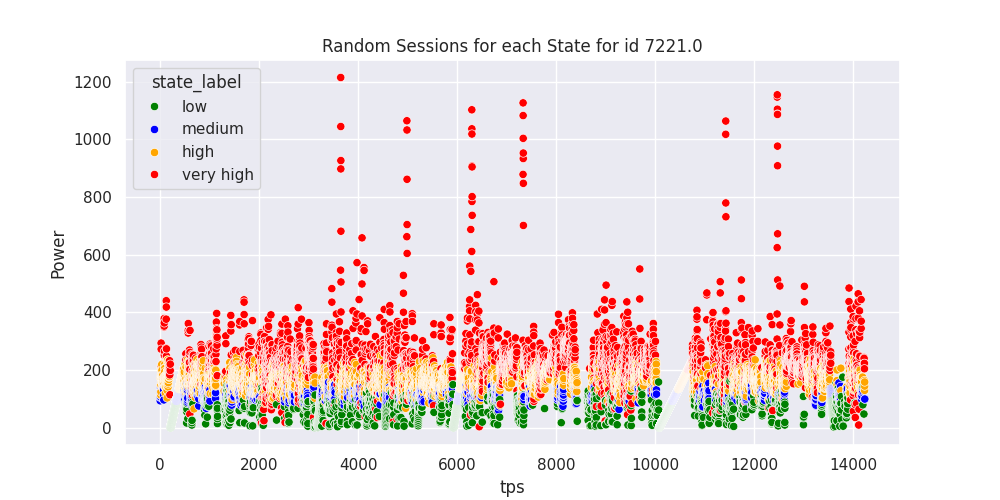 Random Sessions for each State for id 7221.0
state_label
low
medium
high
very high
Power
1200
1000
800
600
400
200
0
0 2000 4000 6000 8000 10000 12000 14000
tps